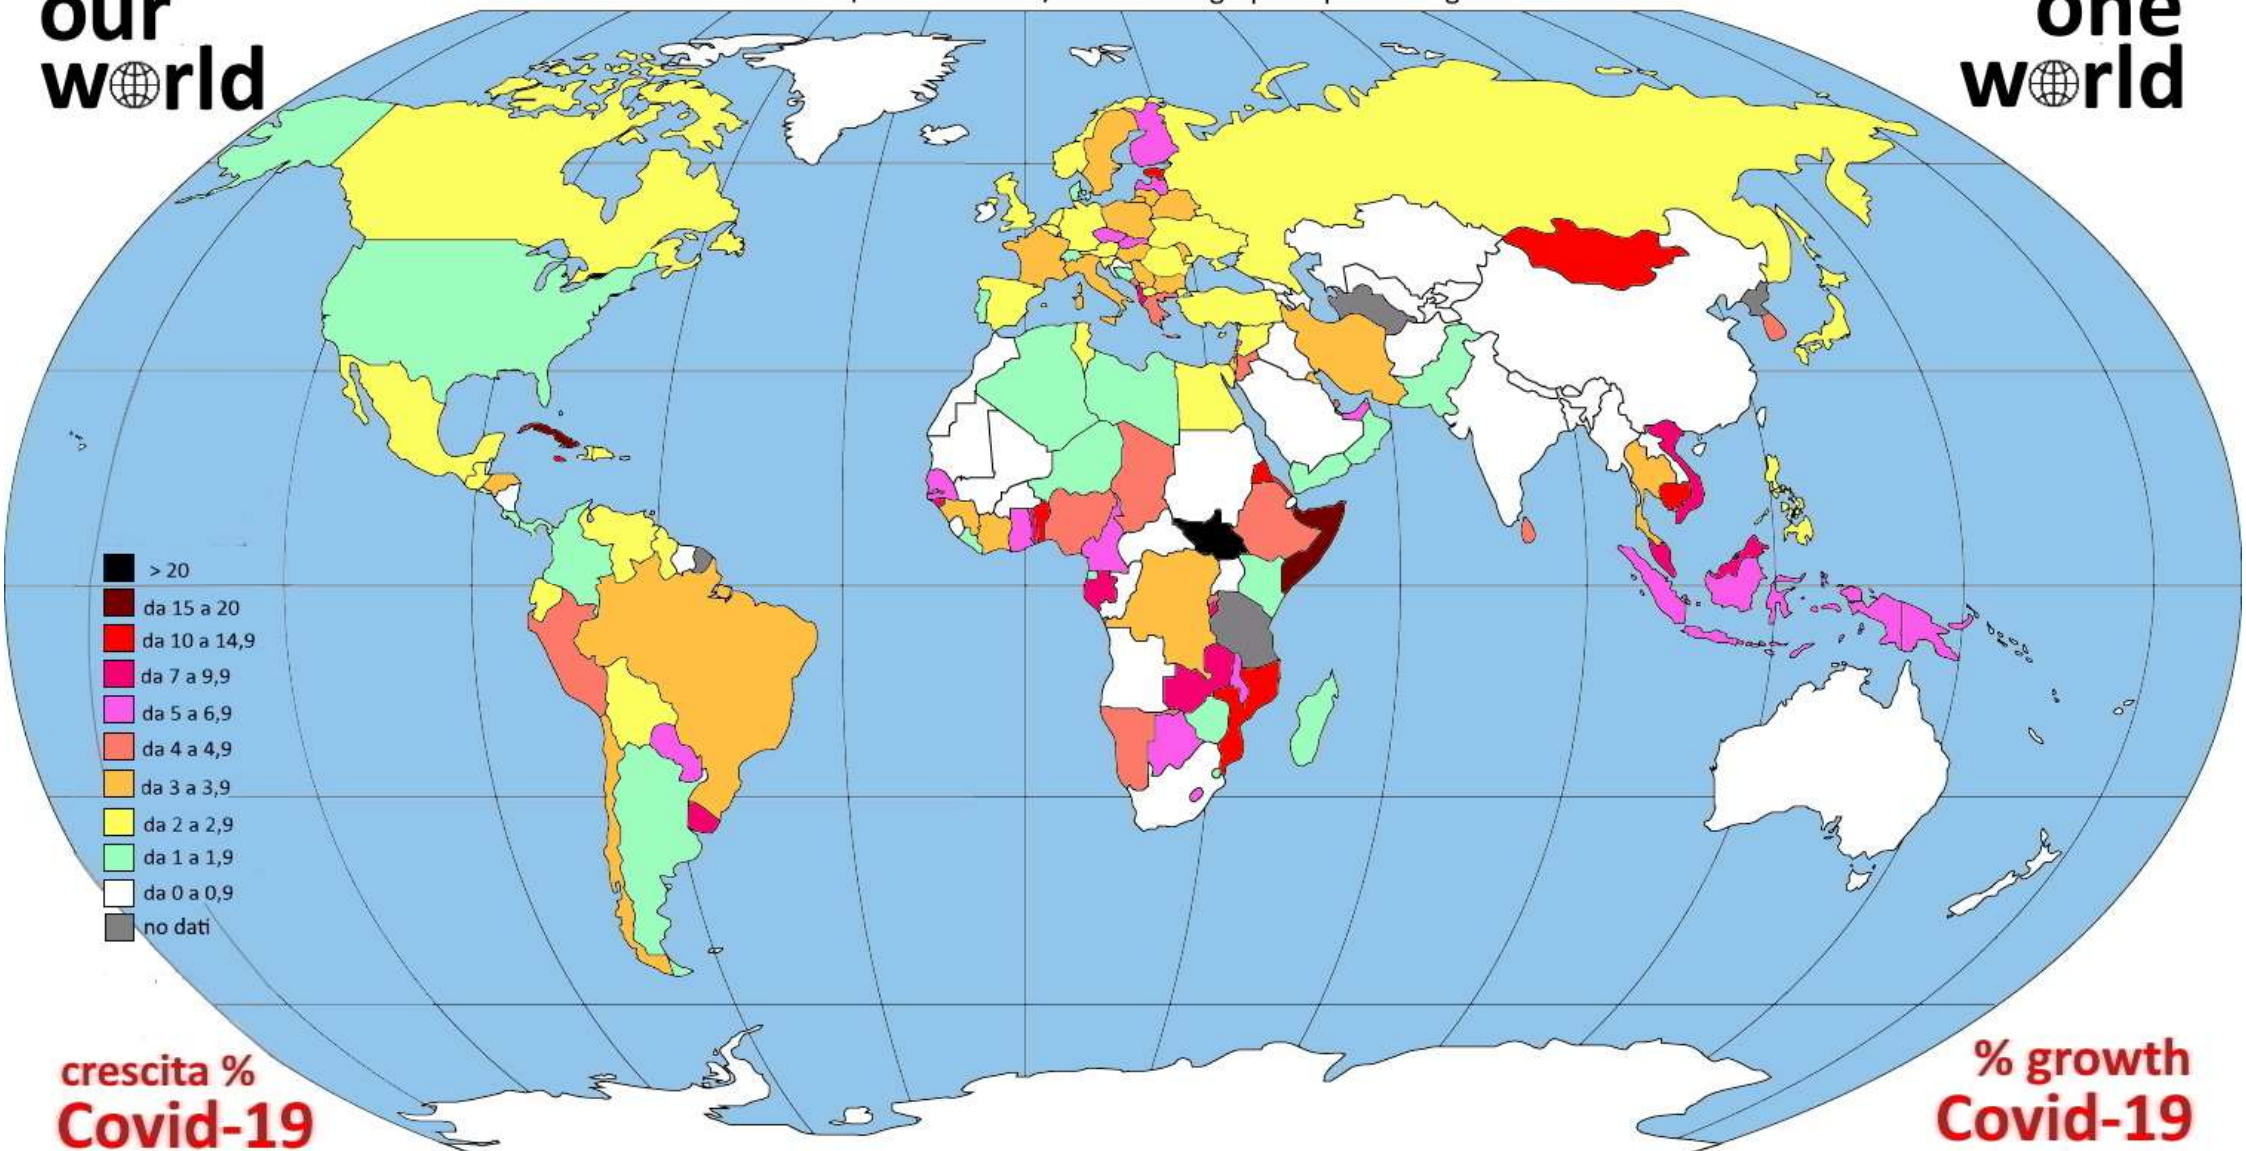 our
world
one
world
> 20
da 15 a 20
da 10 a 14,9
da 7 a 9,9
da 5 a 6,9
da 4 a 4,9
da 3 a 3,9
da 2 a 2,9
da 1 a 1,9
da 0 a 0,9
no dati
crescita %
Covid-19
% growth
Covid-19